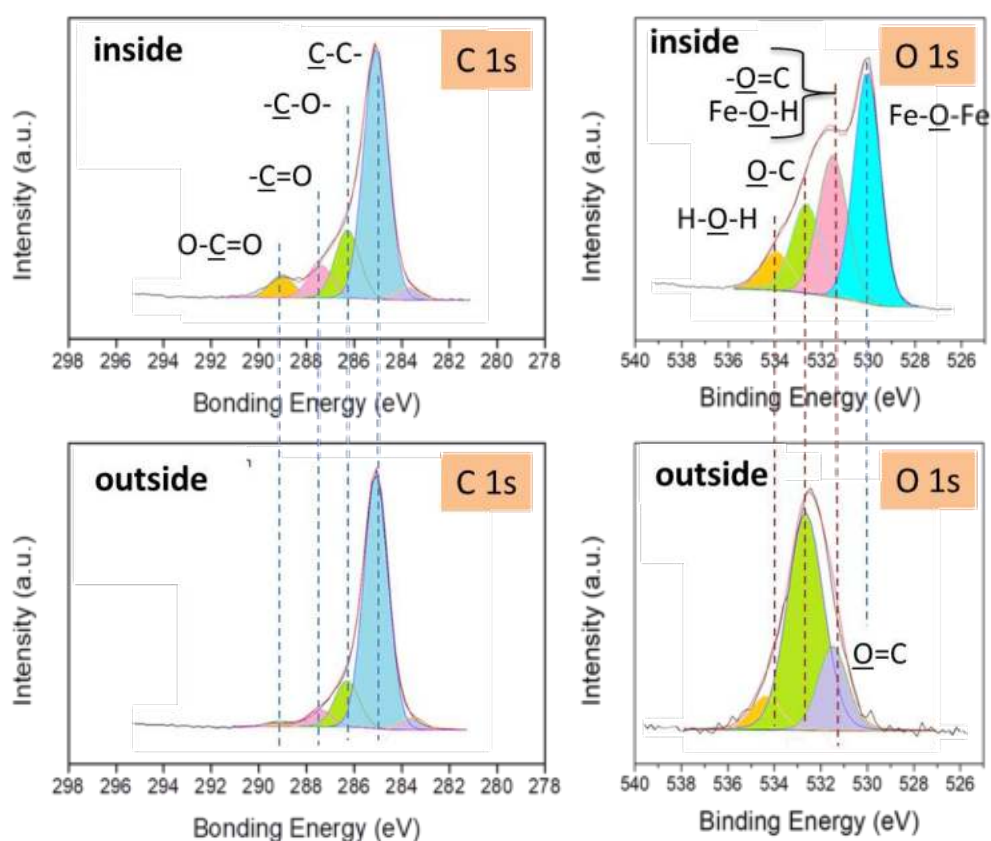 inside
C 1s
C-C-
-C-O-
-C=O
O-C=O
Intensity (a.u.)
298 296 294 292 290 288 286 284 282 280 278
Bonding Energy (eV)
inside
O 1s
-O=C
Fe-O-H
Fe-O-Fe
O-C
H-O-H
Intensity (a.u.)
540 538 536 534 532 530 528 526
Binding Energy (eV)
outside
C 1s
Intensity (a.u.)
298 296 294 292 290 288 286 284 282 280 278
Bonding Energy (eV)
outside
O 1s
O=C
Intensity (a.u.)
540 538 536 534 532 530 528 526
Binding Energy (eV)